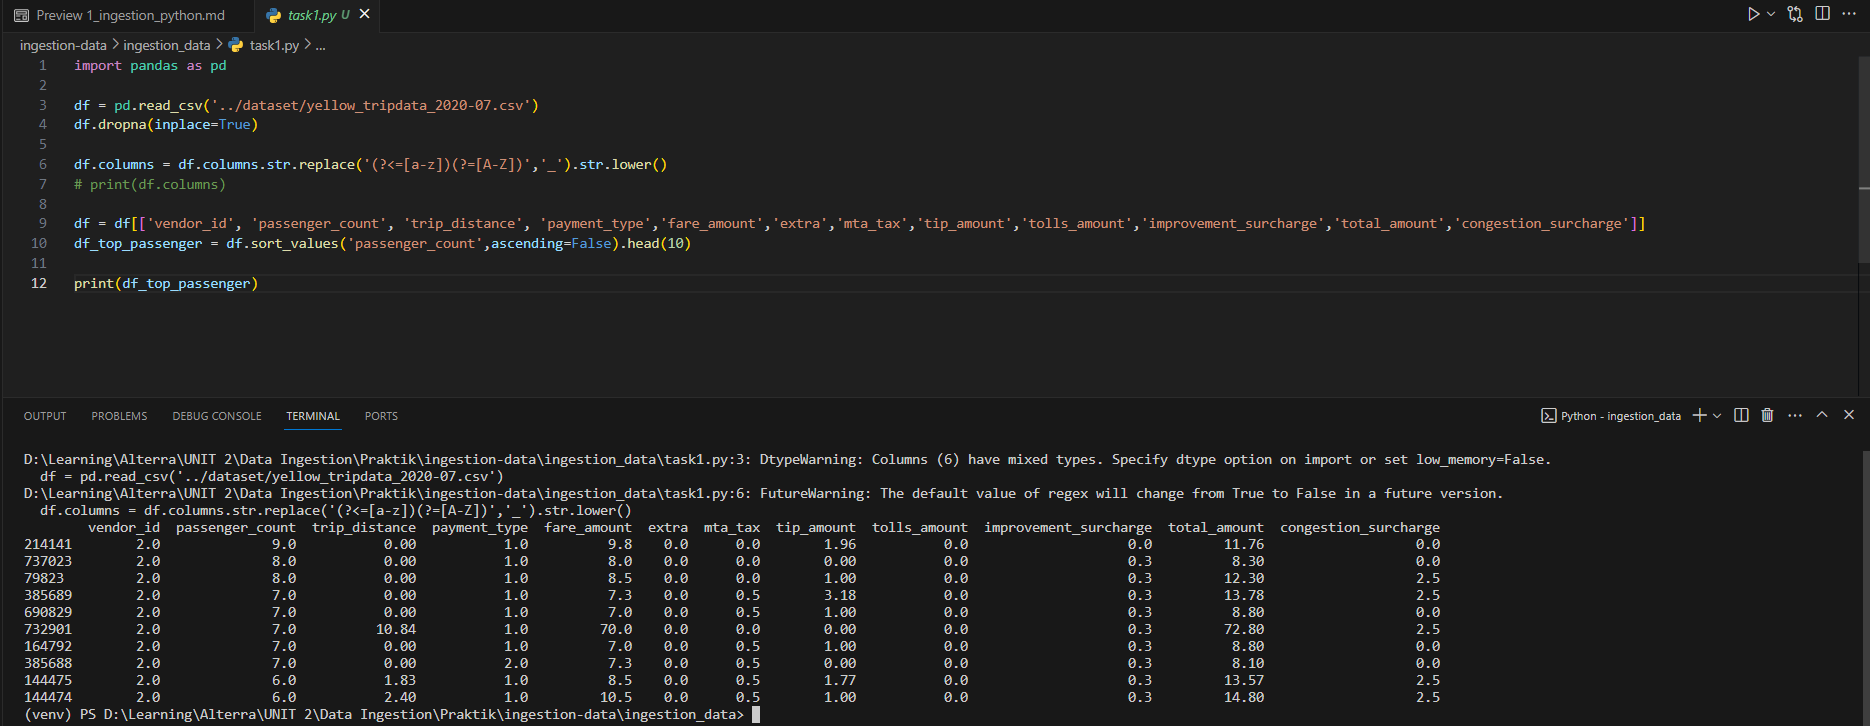 Preview 1_ingestion_python.md
task1.py U
ingestion-data > ingestion_data > task1.py > ...
1 import pandas as pd
2
3 df = pd.read_csv('../dataset/yellow_tripdata_2020-07.csv')
4 df.dropna(inplace=True)
5
6 df.columns = df.columns.str.replace('(?<=[a-z])(?=[A-Z])','_').str.lower()
7 # print(df.columns)
8
9 df = df[['vendor_id', 'passenger_count', 'trip_distance', 'payment_type','fare_amount','extra','mta_tax','tip_amount','tolls_amount','improvement_surcharge','total_amount','congestion_surcharge']]
10 df_top_passenger = df.sort_values('passenger_count',ascending=False).head(10)
11
12 print(df_top_passenger)
OUTPUT PROBLEMS DEBUG CONSOLE TERMINAL PORTS
Python - ingestion_data
D:\Learning\Alterra\UNIT 2\Data Ingestion\Praktik\ingestion-data\ingestion_data\task1.py:3: DtypeWarning: Columns (6) have mixed types. Specify dtype option on import or set low_memory=False.
df = pd.read_csv('../dataset/yellow_tripdata_2020-07.csv')
D:\Learning\Alterra\UNIT 2\Data Ingestion\Praktik\ingestion-data\ingestion_data\task1.py:6: FutureWarning: The default value of regex will change from True to False in a future version.
df.columns = df.columns.str.replace('(?<=[a-z])(?=[A-Z])','_').str.lower()
vendor_id passenger_count trip_distance payment_type fare_amount extra mta_tax tip_amount tolls_amount improvement_surcharge total_amount congestion_surcharge
214141 2.0 9.0 0.00 1.0 9.8 0.0 0.0 1.96 0.0 0.0 11.76 0.0
737023 2.0 8.0 0.00 1.0 8.0 0.0 0.0 0.00 0.0 0.3 8.30 0.0
79823 2.0 8.0 0.00 1.0 8.5 0.0 0.0 1.00 0.0 0.3 12.30 2.5
385689 2.0 7.0 0.00 1.0 7.3 0.0 0.5 3.18 0.0 0.3 13.78 2.5
690829 2.0 7.0 0.00 1.0 7.0 0.0 0.5 1.00 0.0 0.3 8.80 0.0
732901 2.0 7.0 10.84 1.0 70.0 0.0 0.0 0.00 0.0 0.3 72.80 2.5
164792 2.0 7.0 0.00 1.0 7.0 0.0 0.5 1.00 0.0 0.3 8.80 0.0
385688 2.0 7.0 0.00 2.0 7.3 0.0 0.5 0.00 0.0 0.3 8.10 0.0
144475 2.0 6.0 1.83 1.0 8.5 0.0 0.5 1.77 0.0 0.3 13.57 2.5
144474 2.0 6.0 2.40 1.0 10.5 0.0 0.5 1.00 0.0 0.3 14.80 2.5
(venv) PS D:\Learning\Alterra\UNIT 2\Data Ingestion\Praktik\ingestion-data\ingestion_data>